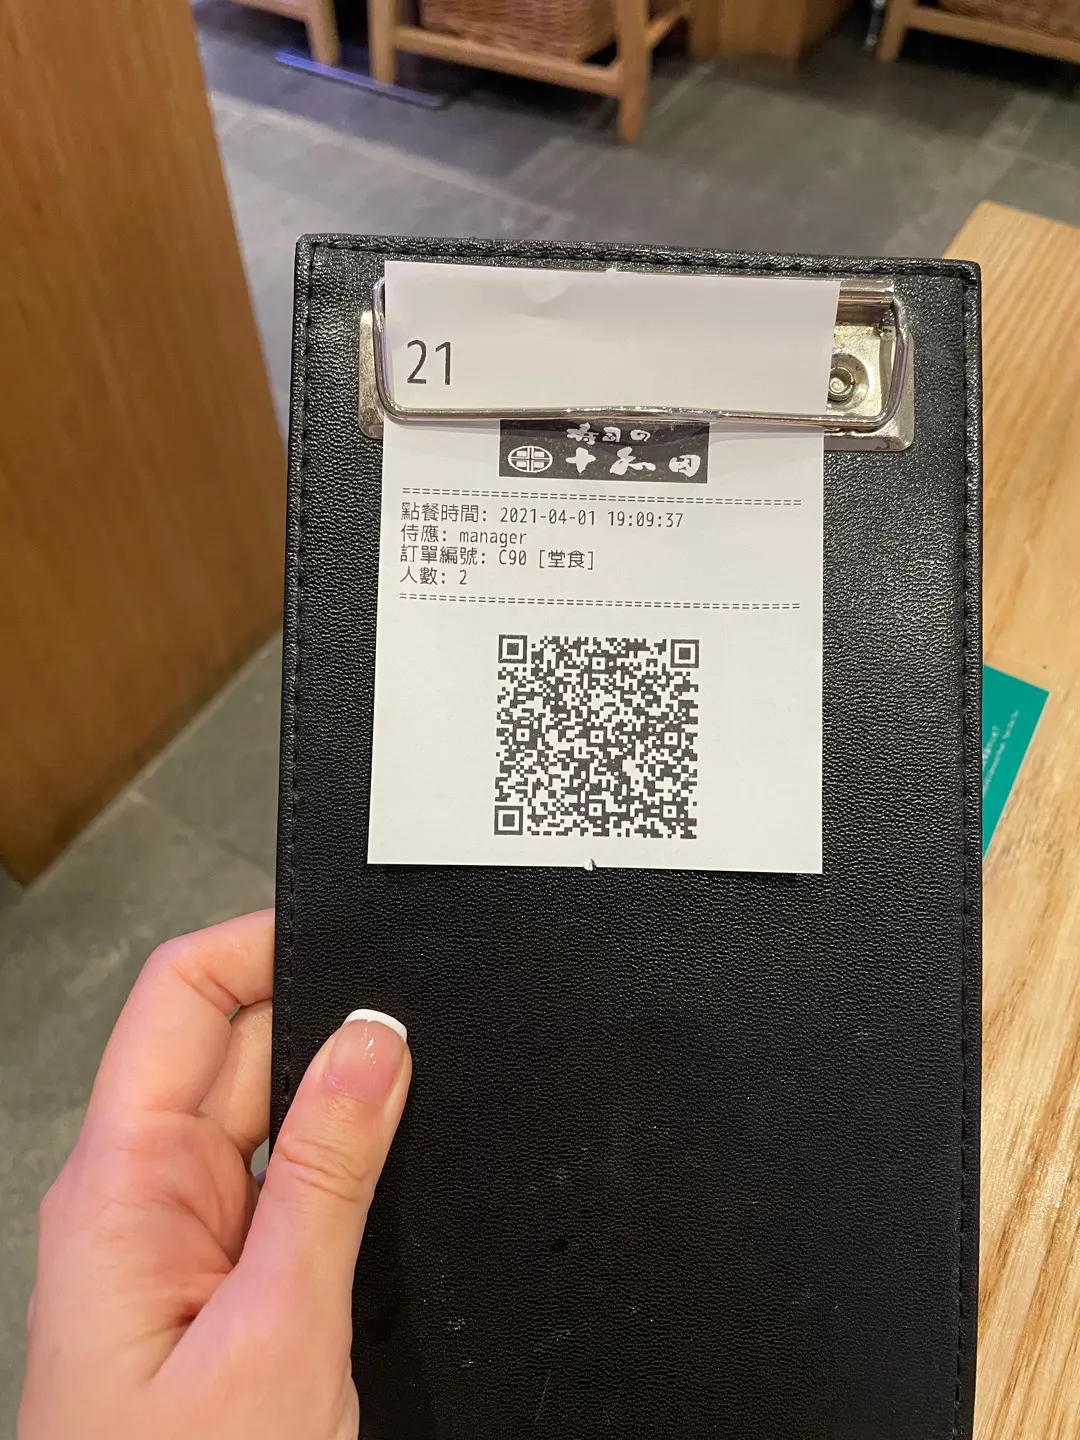 21
寿司の
十和田
點餐時間: 2021-04-01 19:09:37
侍應: manager
訂單編號: C90 [堂食]
人數: 2